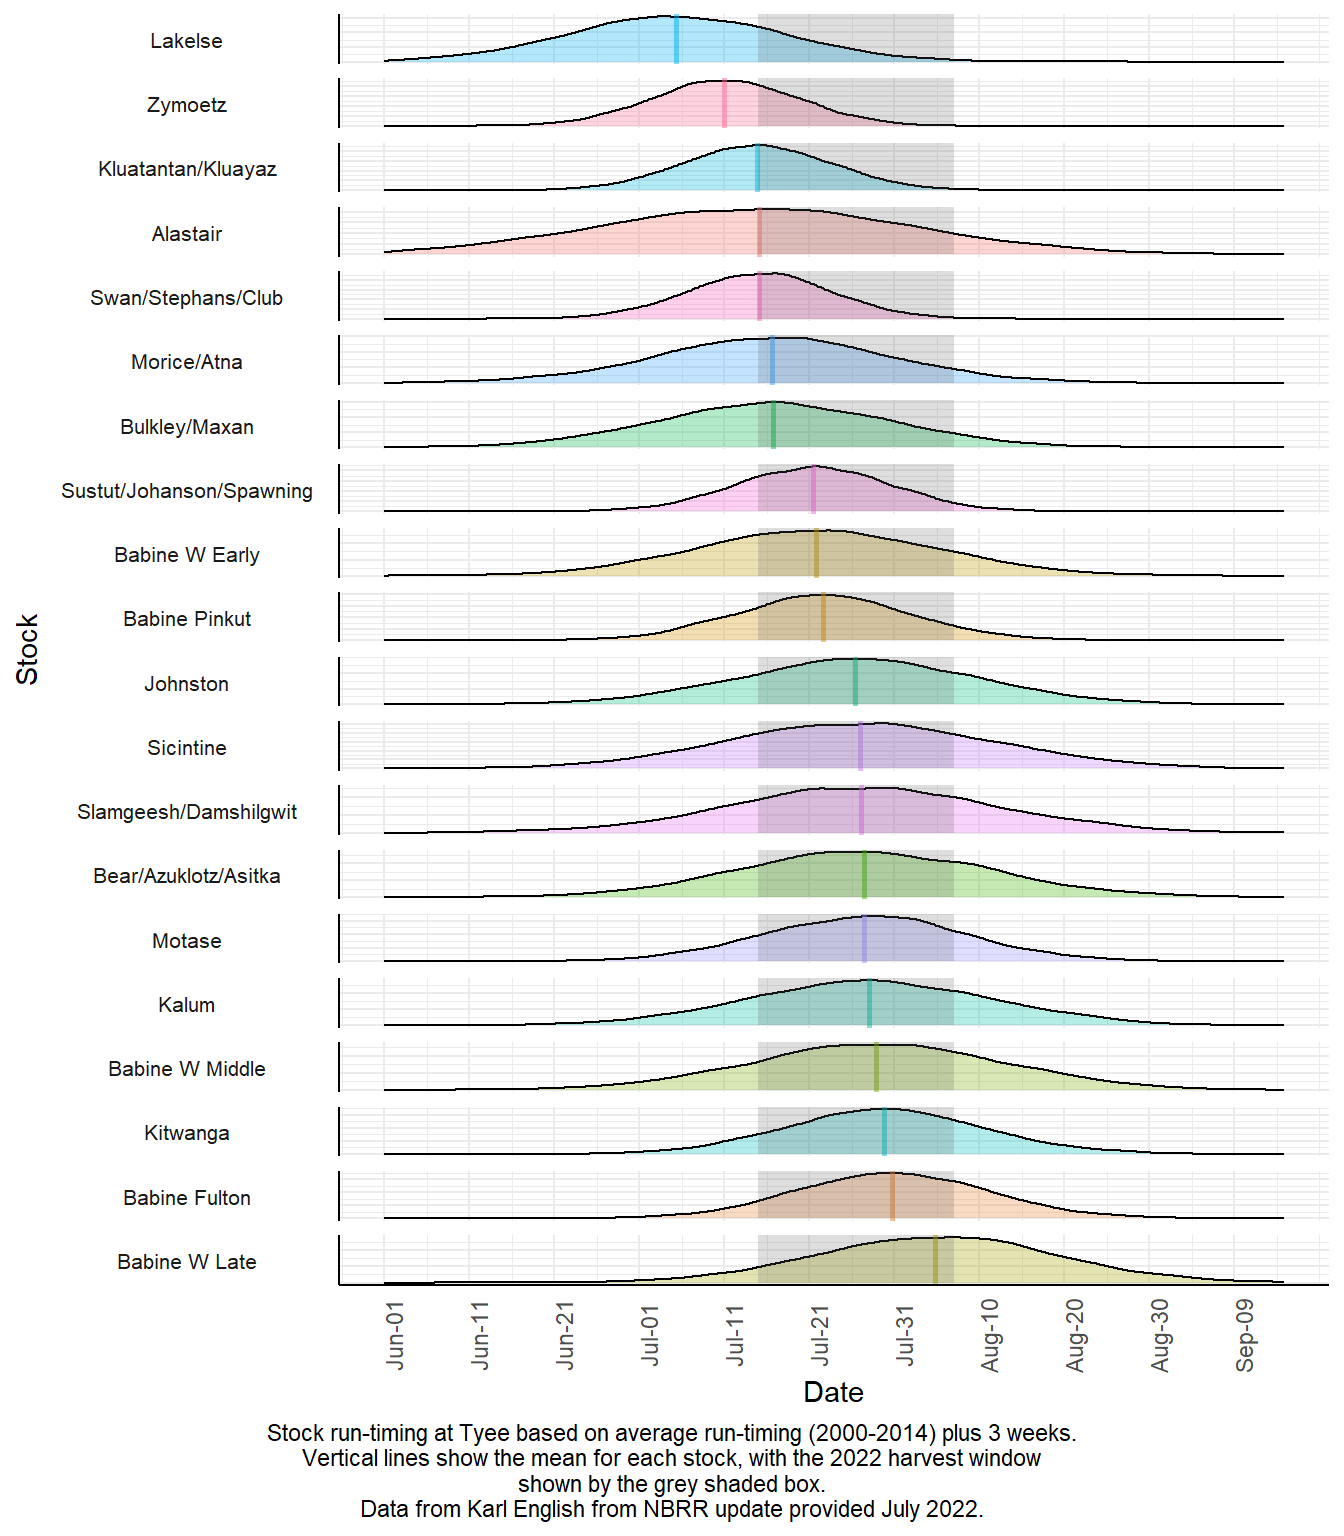 Lakelse
Zymoetz
Kluatantan/Kluayaz
Alastair
Swan/Stephans/Club
Morice/Atna
Bulkley/Maxan
Sustut/Johanson/Spawning
Babine W Early
Babine Pinkut
Johnston
Sicintine
Slamgeesh/Damshilgwit
Bear/Azuklotz/Asitka
Motase
Kalum
Babine W Middle
Kitwanga
Babine Fulton
Babine W Late
Stock
Jun-01
Jun-11
Jun-21
Jul-01
Jul-11
Jul-21
Jul-31
Aug-10
Aug-20
Aug-30
Sep-09
Date
Stock run-timing at Tyee based on average run-timing (2000-2014) plus 3 weeks.
Vertical lines show the mean for each stock, with the 2022 harvest window
shown by the grey shaded box.
Data from Karl English from NBRR update provided July 2022.